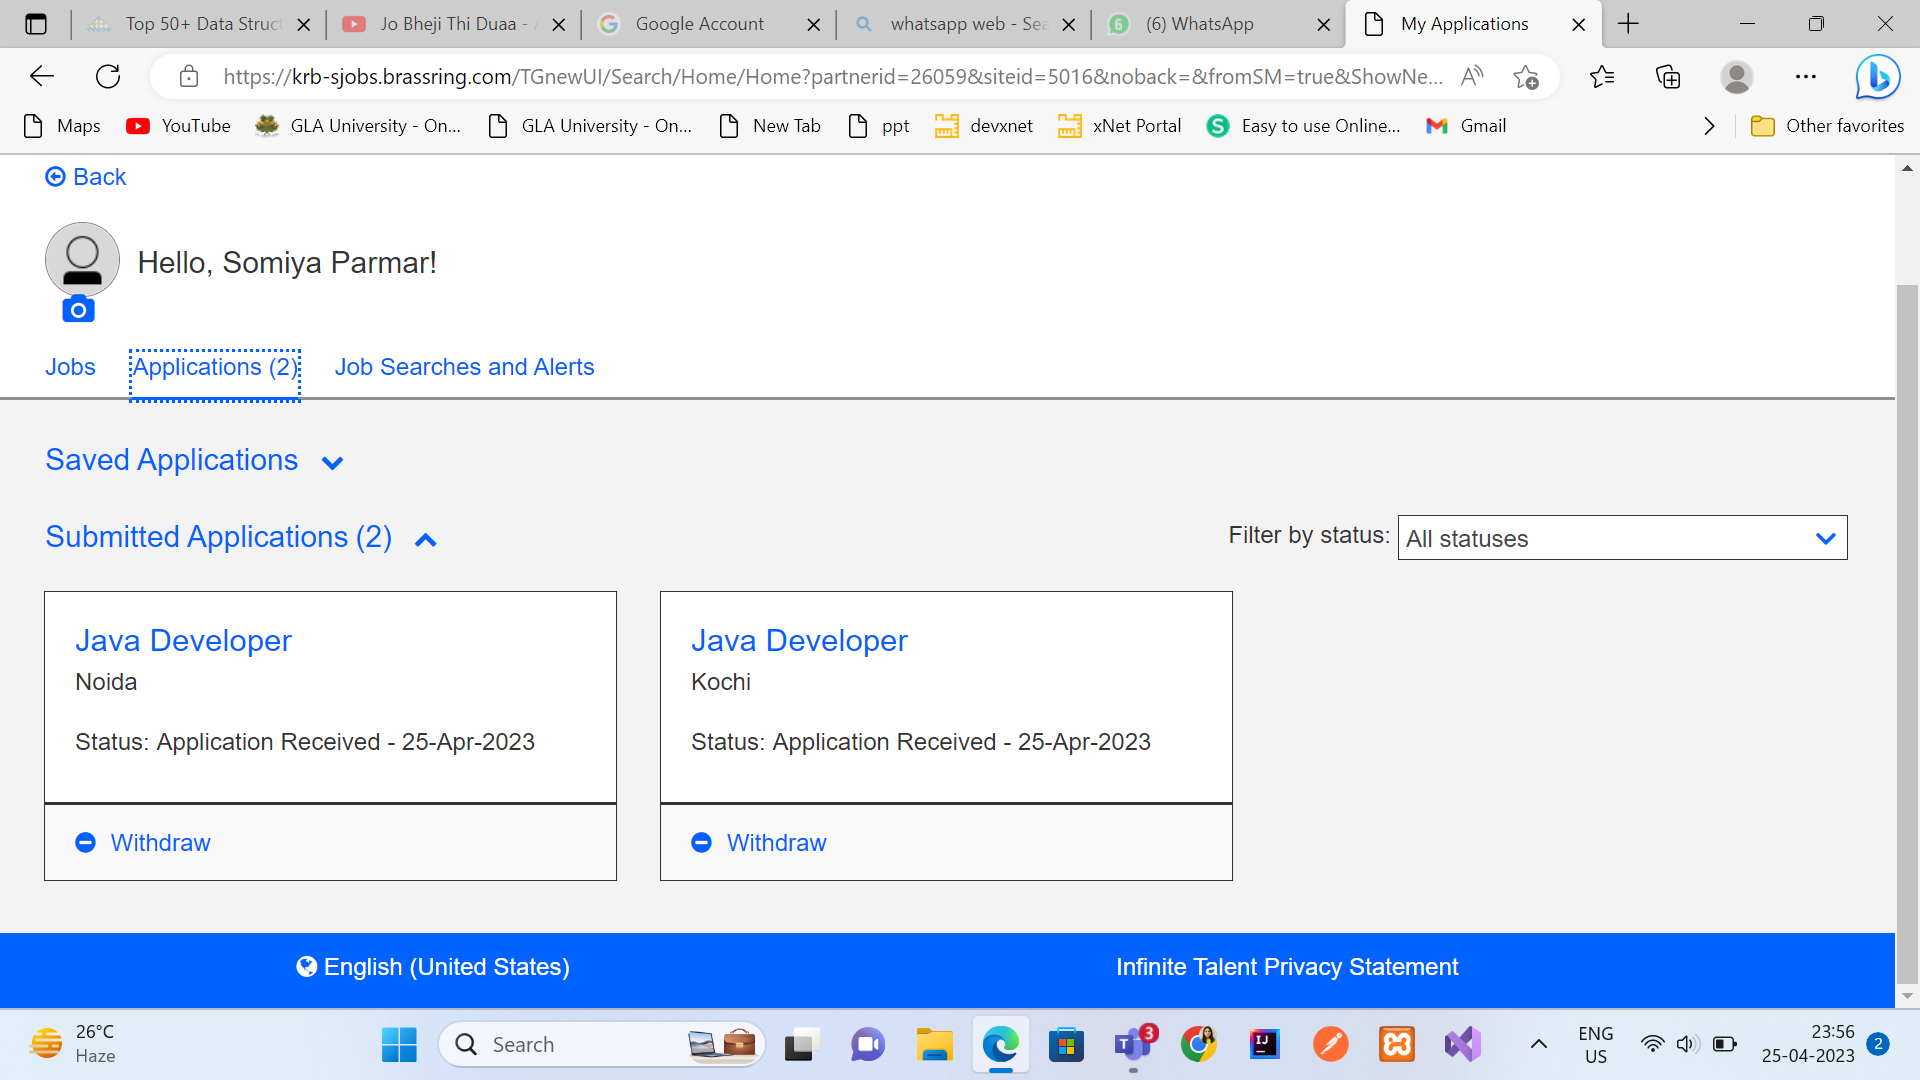 Top 50+ Data Struct
Jo Bheji Thi Duaa -
Google Account
whatsapp web - Sea
(6) WhatsApp
My Applications
https://krb-sjobs.brassring.com/TGnewUI/Search/Home/Home?partnerid=26059&siteid=5016&noback=&fromSM=true&ShowNe...
Maps
YouTube
GLA University - On...
GLA University - On...
New Tab
ppt
devxnet
xNet Portal
Easy to use Online...
Gmail
Other favorites
Back
Hello, Somiya Parmar!
Jobs
Applications (2)
Job Searches and Alerts
Saved Applications
Submitted Applications (2)
Filter by status:
All statuses
Java Developer
Noida
Status: Application Received - 25-Apr-2023
Withdraw
Java Developer
Kochi
Status: Application Received - 25-Apr-2023
Withdraw
English (United States)
Infinite Talent Privacy Statement
26°C
Haze
Search
3
ENG
US
23:56
25-04-2023
2